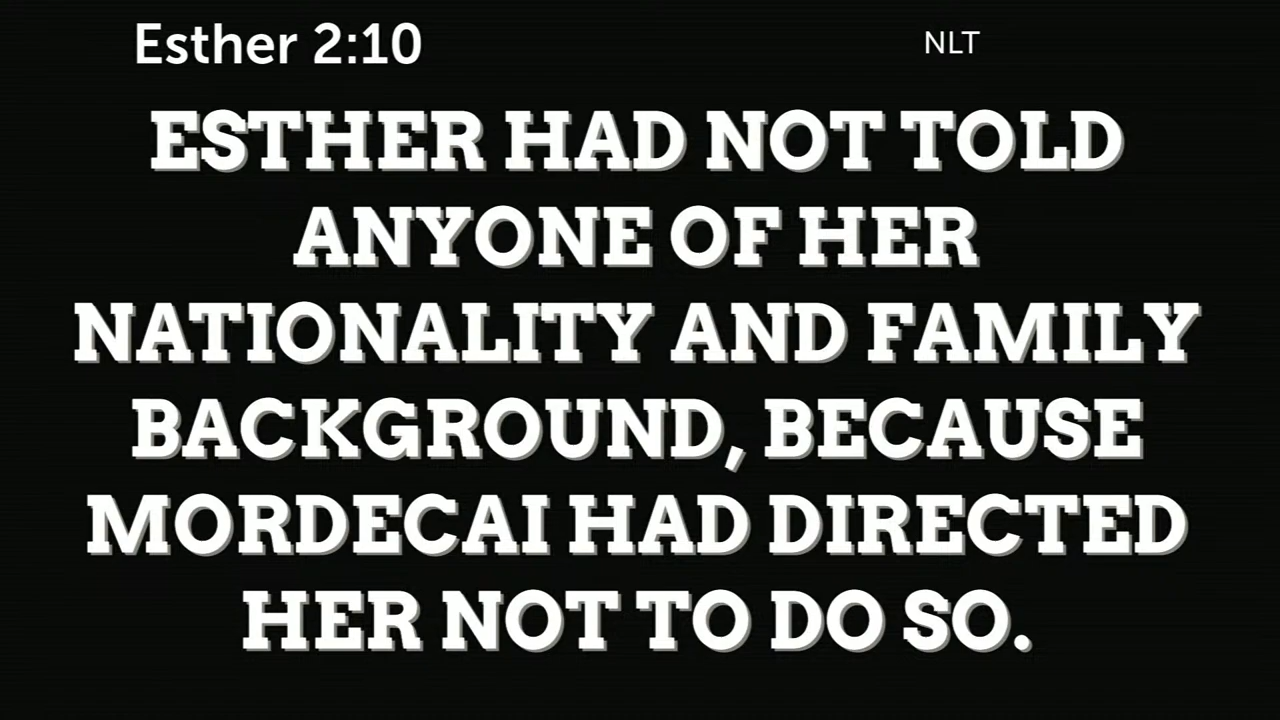 Esther 2:10 NLT
ESTHER HAD NOT TOLD
ANYONE OF HER
NATIONALITY AND FAMILY
BACKGROUND, BECAUSE
MORDECAI HAD DIRECTED
HER NOT TO DO SO.